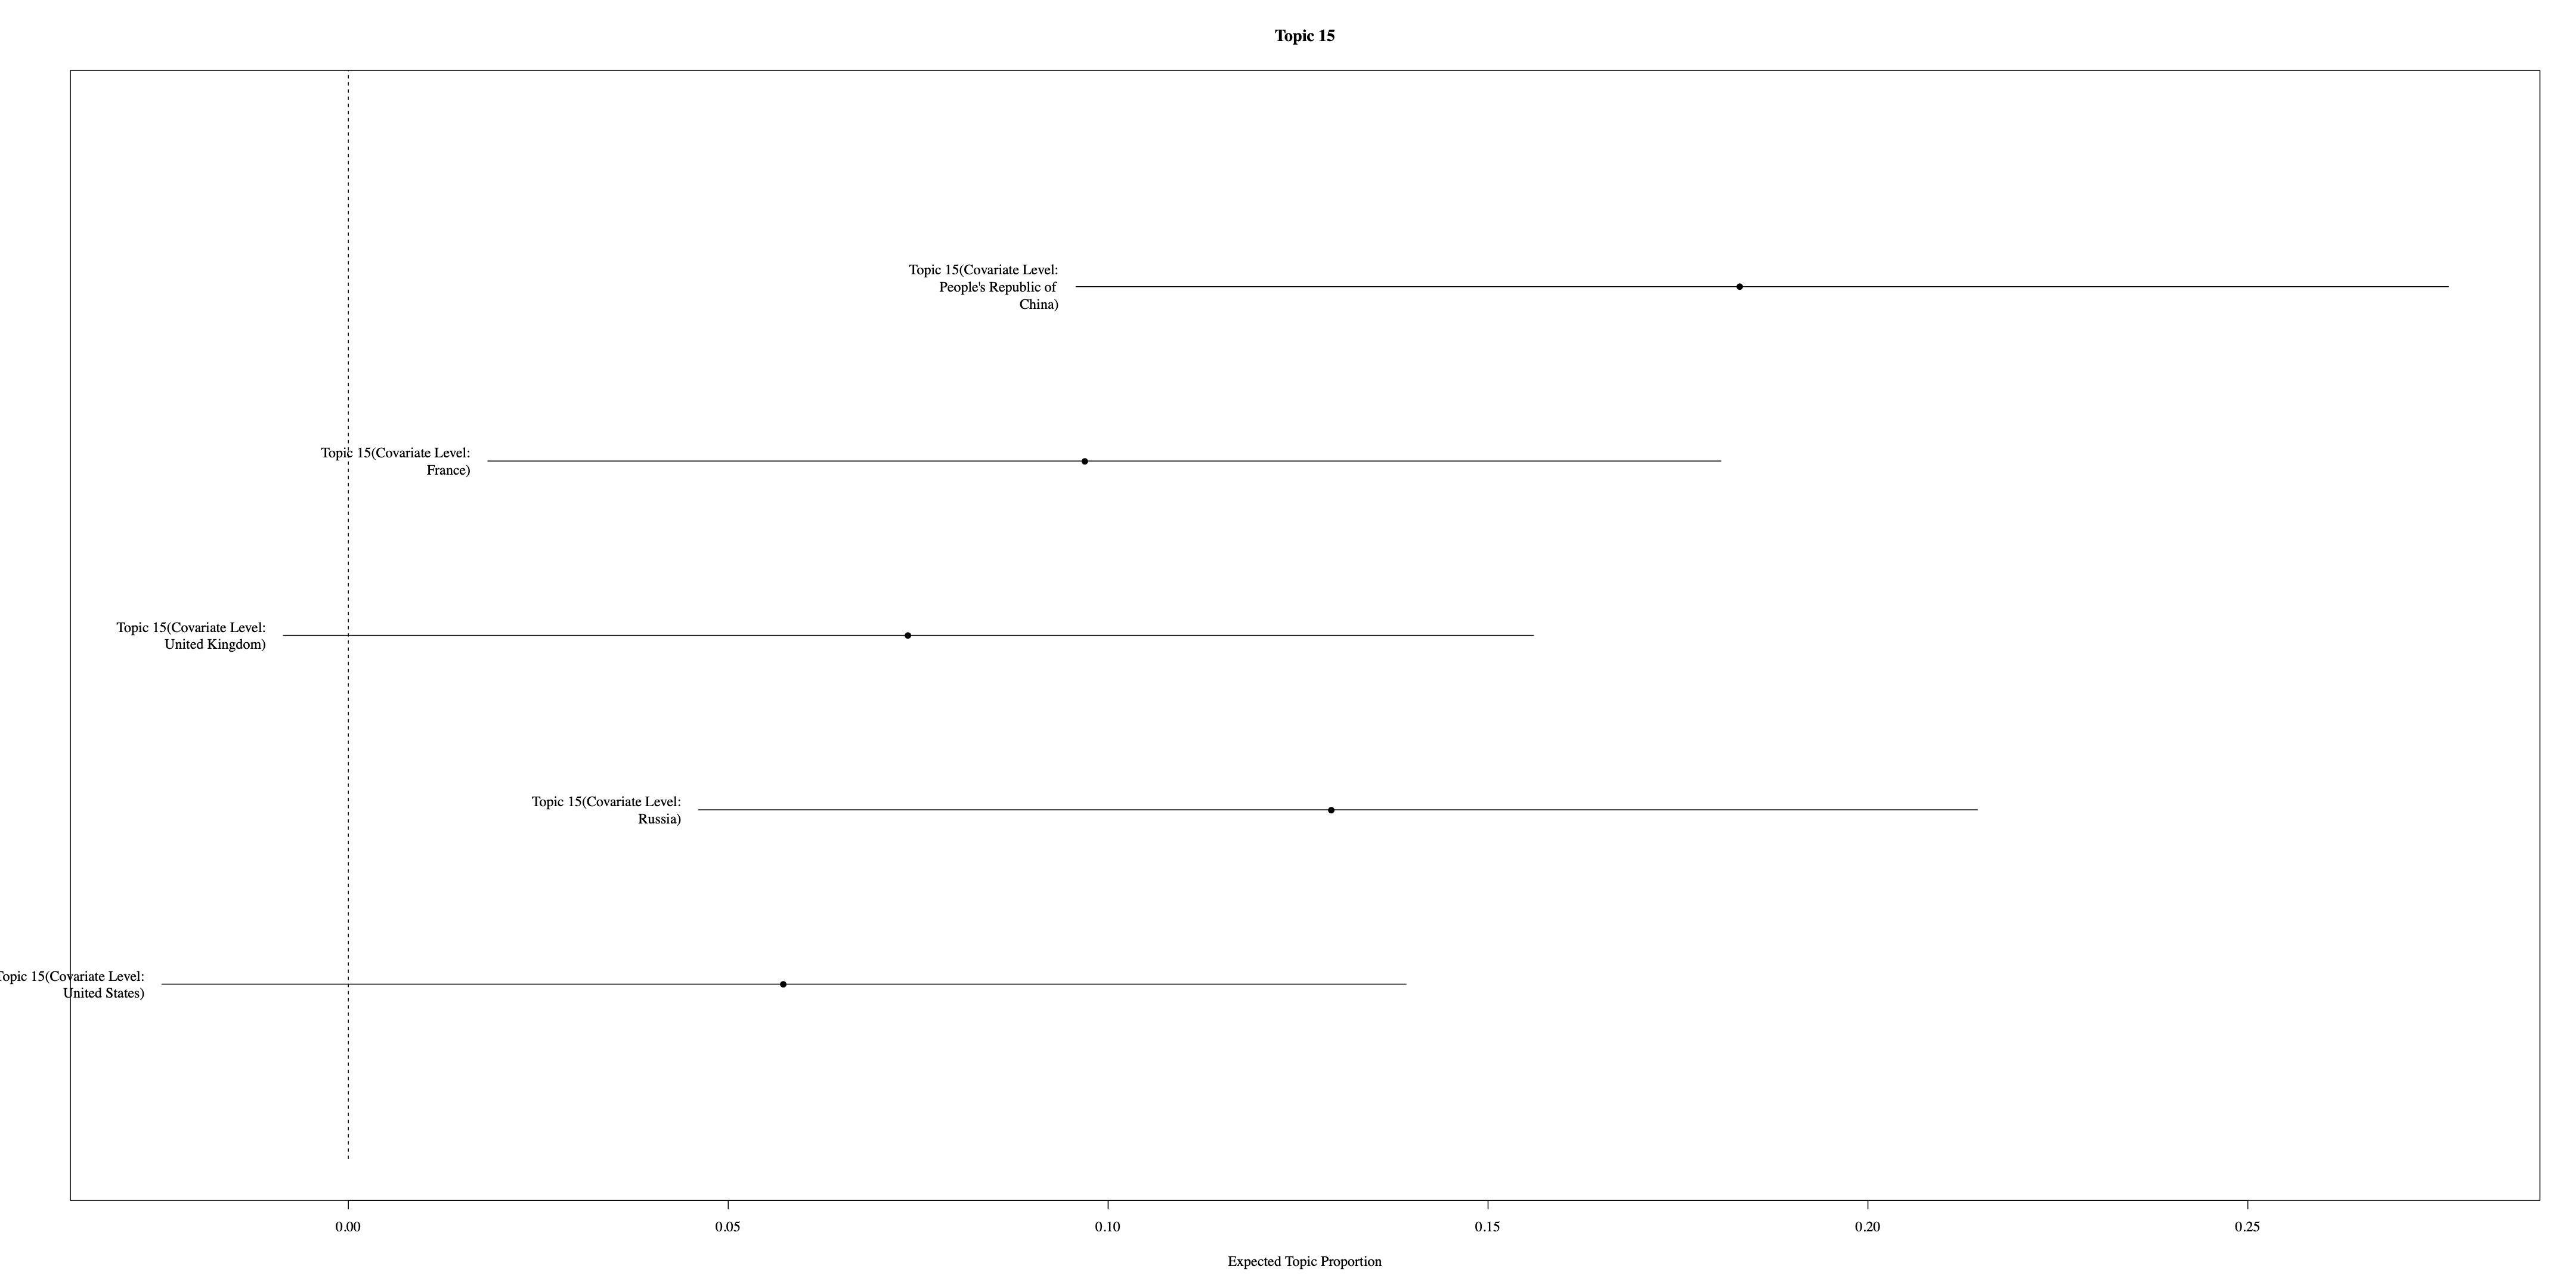 Topic 15
Topic 15(Covariate Level:
People's Republic of
China)
Topic 15(Covariate Level:
France)
Topic 15(Covariate Level:
United Kingdom)
Topic 15(Covariate Level:
Russia)
Topic 15(Covariate Level:
United States)
0.00 0.05 0.10 0.15 0.20 0.25
Expected Topic Proportion